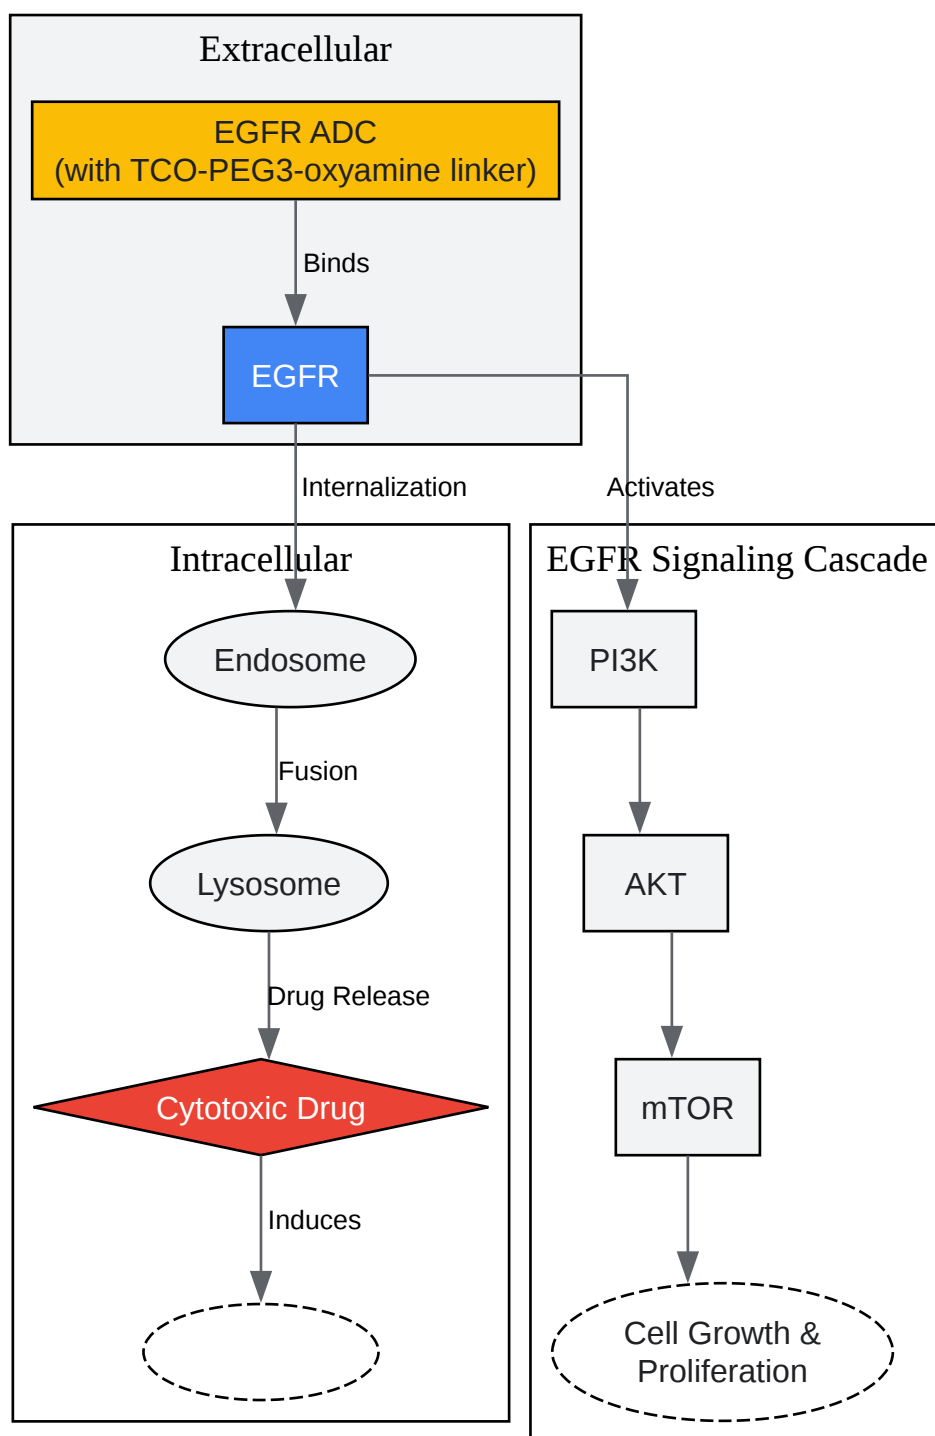 Extracellular
EGFR ADC
(with TCO-PEG3-oxyamine linker)
Binds
EGFR
Internalization
Activates
Intracellular
EGFR Signaling Cascade
Endosome
PI3K
Fusion
Lysosome
AKT
Drug Release
Cytotoxic Drug
mTOR
Induces
Cell Growth &
Proliferation